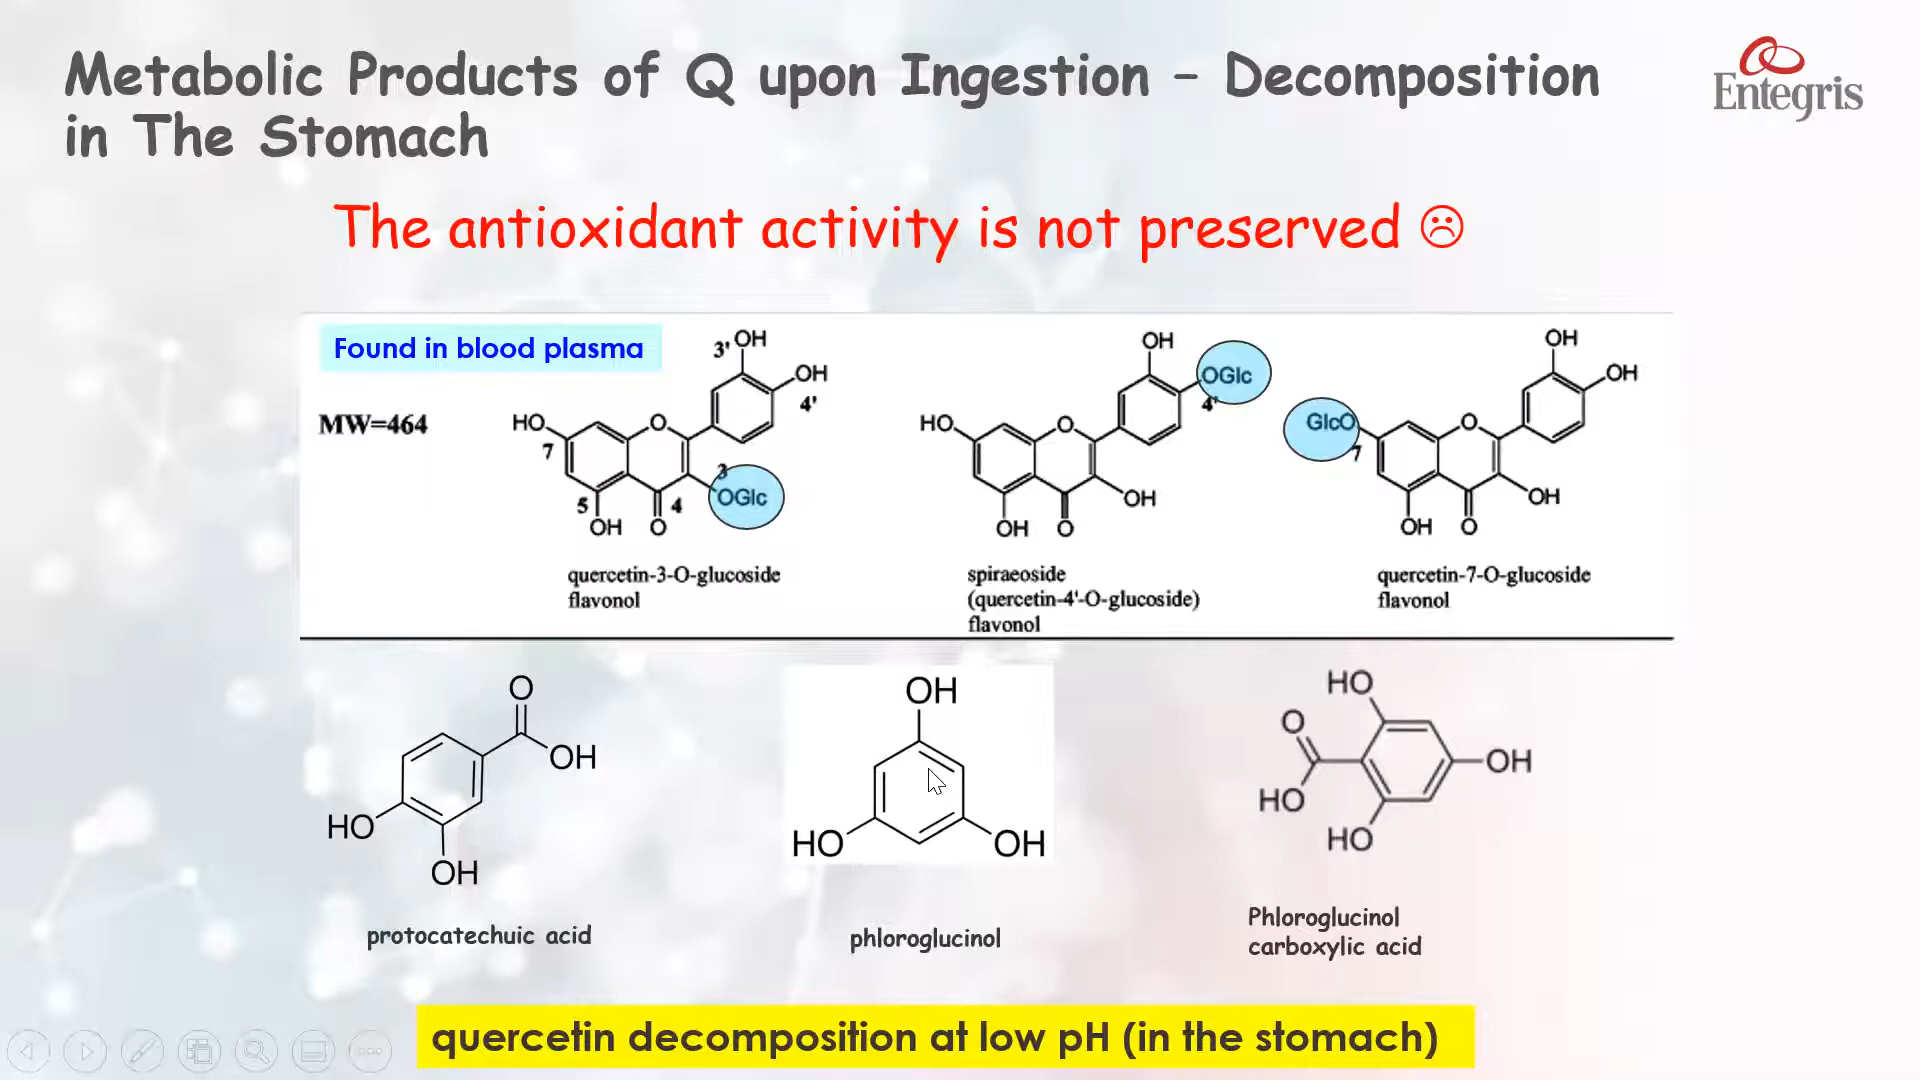 Metabolic Products of Q upon Ingestion – Decomposition
in The Stomach
Entegris
The antioxidant activity is not preserved ☹
Found in blood plasma
MW=464
3'
OH
OH
4'
HO
7
O
3
OGlc
5
4
OH
O
quercetin-3-O-glucoside
flavonol
OH
OGlc
4'
HO
O
OH
OH
O
spiraeoside
(quercetin-4'-O-glucoside)
flavonol
OH
OH
GlcO
7
O
OH
OH
O
quercetin-7-O-glucoside
flavonol
O
OH
HO
OH
protocatechuic acid
OH
HO
OH
phloroglucinol
HO
O
OH
HO
HO
Phloroglucinol
carboxylic acid
quercetin decomposition at low pH (in the stomach)